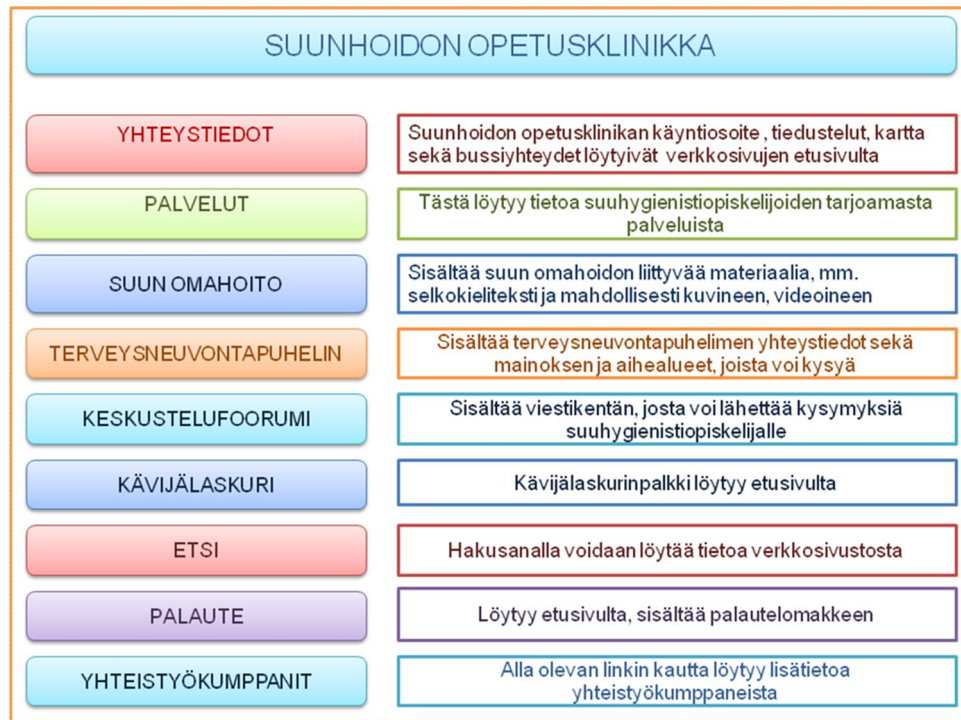 SUUNHOIDON OPETUSKLINIKKA
YHTEYSTIEDOT
Suunhoidon opetusklinikan käyntiosoite , tiedustelut, kartta
sekä bussiyhteydet löytyivät verkkosivujen etusivulta
PALVELUT
Tästä löytyy tietoa suuhygienistiopiskelijoiden tarjoamasta
palveluista
SUUN OMAHOITO
Sisältää suun omahoidon liittyvää materiaalia, mm.
selkokieliteksti ja mahdollisesti kuvineen, videoineen
TERVEYSNEUVONTAPUHELIN
Sisältää terveysneuvontapuhelimen yhteystiedot sekä
mainoksen ja aihealueet, joista voi kysyä
KESKUSTELUFOORUMI
Sisältää viestikentän, josta voi lähettää kysymyksiä
suuhygienistiopiskelijalle
KÄVIJÄLASKURI
Kävijälaskurinpalkki löytyy etusivulta
ETSI
Hakusanalla voidaan löytää tietoa verkkosivustosta
PALAUTE
Löytyy etusivulta, sisältää palautelomakkeen
YHTEISTYÖKUMPPANIT
Alla olevan linkin kautta löytyy lisätietoa
yhteistyökumppaneista